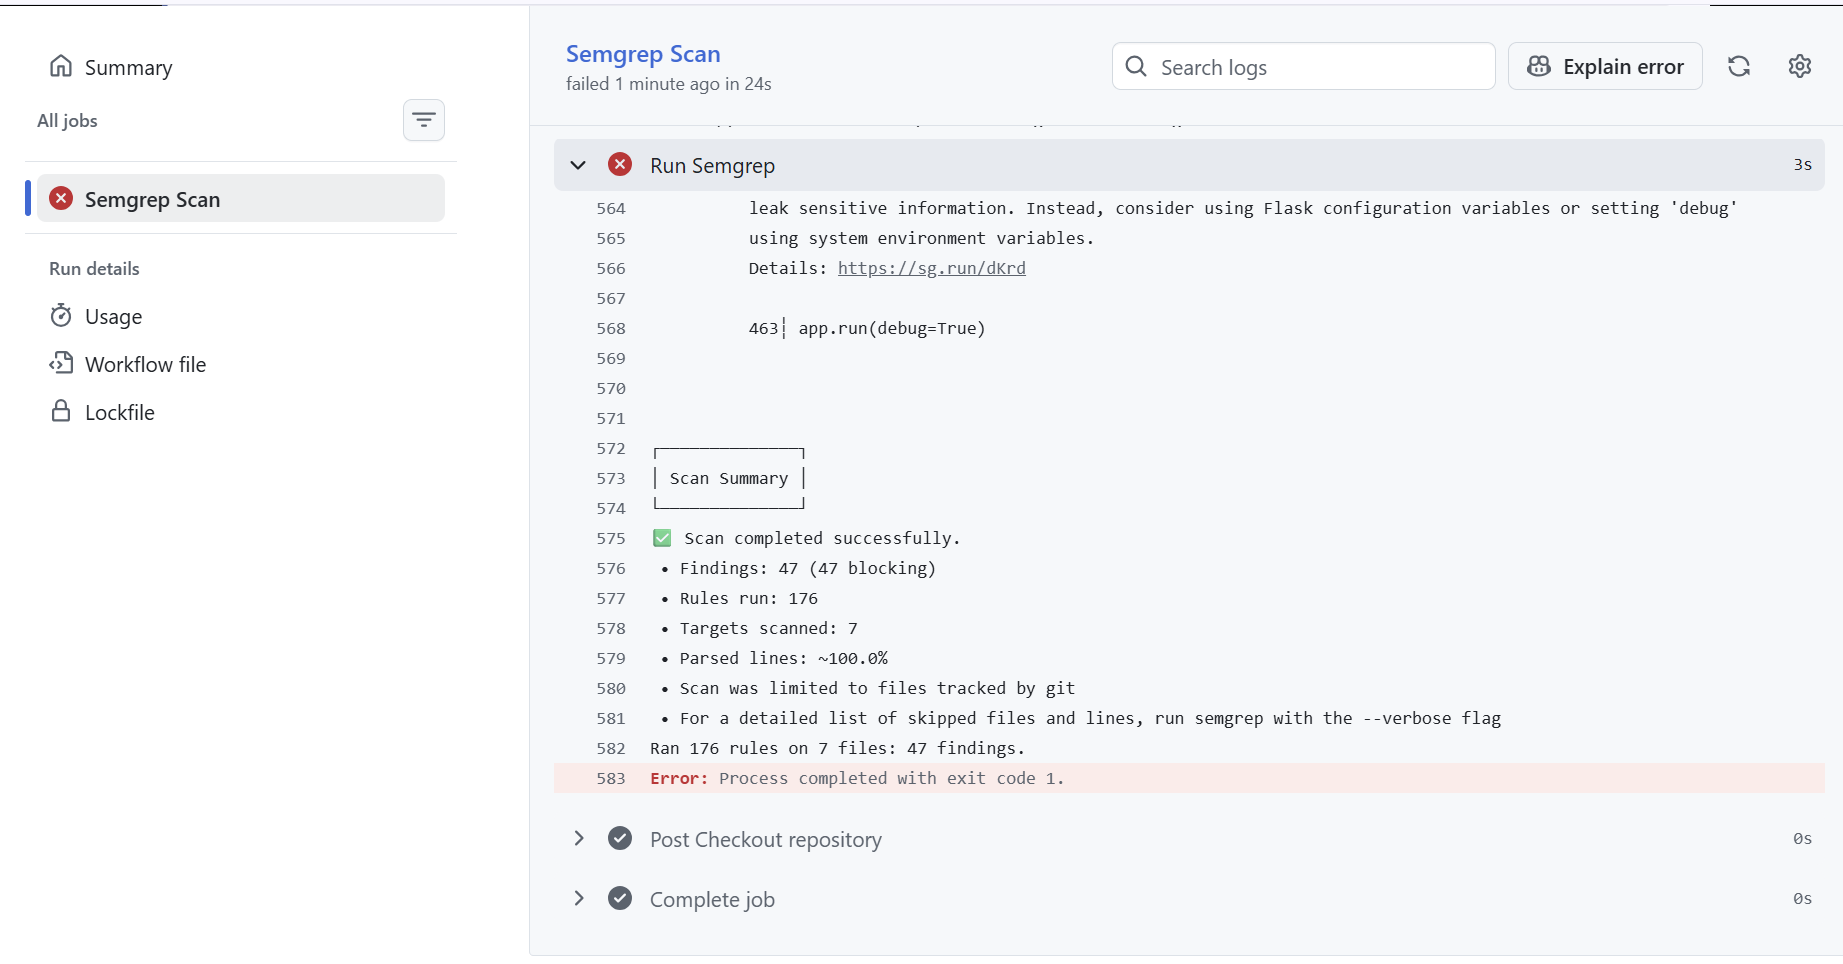 Summary
All jobs
Semgrep Scan
Run details
Usage
Workflow file
Lockfile
Semgrep Scan
failed 1 minute ago in 24s
Search logs
Explain error
Run Semgrep
3s
564 leak sensitive information. Instead, consider using Flask configuration variables or setting 'debug'
565 using system environment variables.
566 Details: https://sg.run/dKrd
567
568 463┆ app.run(debug=True)
569
570
571
572
573 Scan Summary
574
575 ✅ Scan completed successfully.
576 • Findings: 47 (47 blocking)
577 • Rules run: 176
578 • Targets scanned: 7
579 • Parsed lines: ~100.0%
580 • Scan was limited to files tracked by git
581 • For a detailed list of skipped files and lines, run semgrep with the --verbose flag
582 Ran 176 rules on 7 files: 47 findings.
583 Error: Process completed with exit code 1.
Post Checkout repository
0s
Complete job
0s